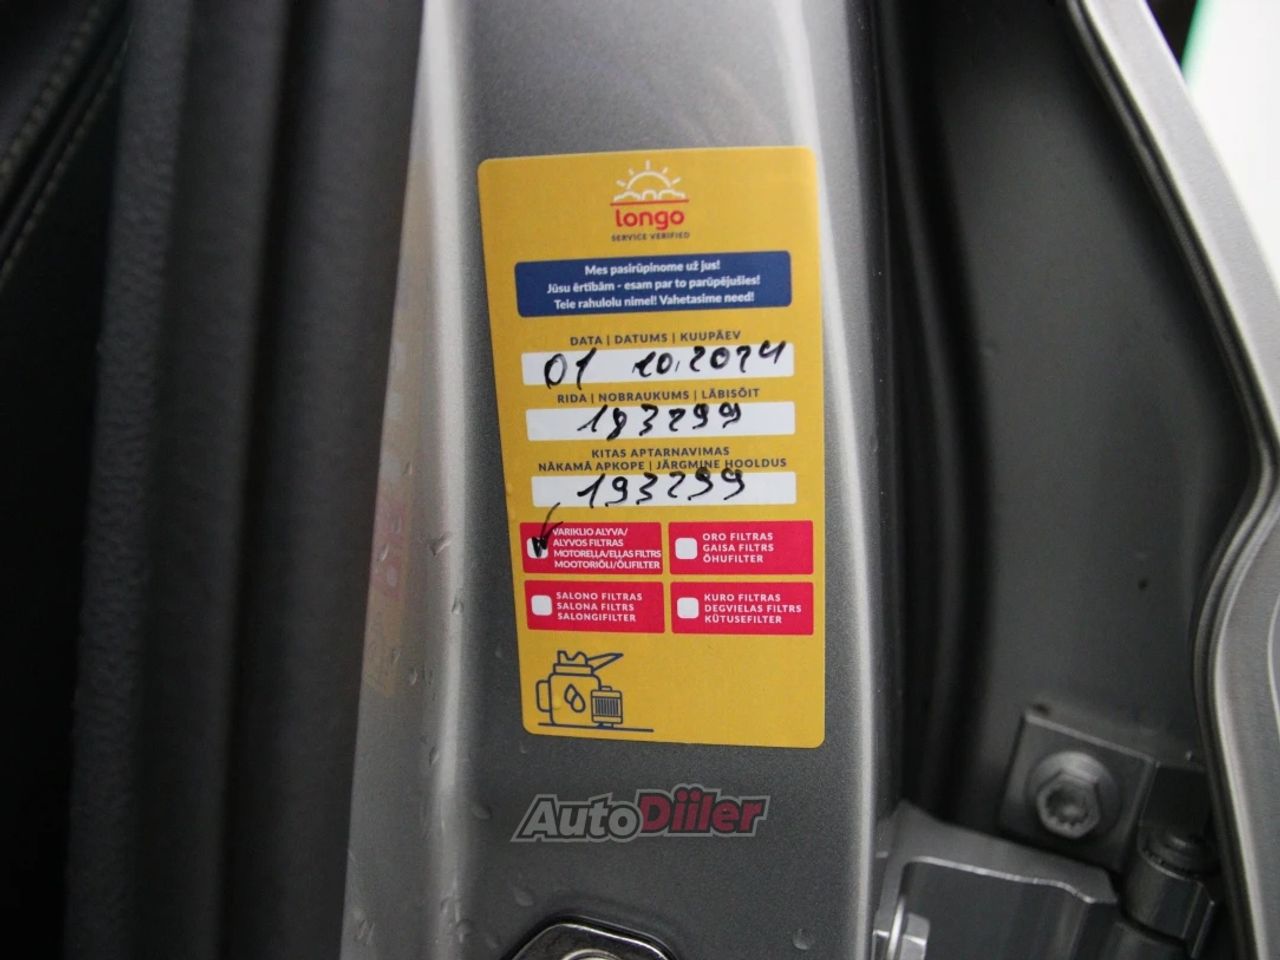 longo
SERVICE VERIFIED
Mes pasirūpinome už jus!
Jūsu ērtībām - esam par to parūpējušies!
Teie rahulolu nimel! Vahetasime need!
DATA | DATUMS | KUUPÄEV
01 10.2024
RIDA | NOBRAUKUMS | LÄBISÕIT
183299
KITAS APTARNAVIMAS
NĀKAMĀ APKOPE | JÄRGMINE HOOLDUS
193299
VARIKLIO ALYVA/
ALYVOS FILTRAS
MOTOREĻĻA/EĻĻAS FILTRS
MOOTORIÕLI/ÕLIFILTER
ORO FILTRAS
GAISA FILTRS
ÕHUFILTER
SALONO FILTRAS
SALONA FILTRS
SALONGIFILTER
KURO FILTRAS
DEGVIELAS FILTRS
KÜTUSEFILTER
AutoDiiler